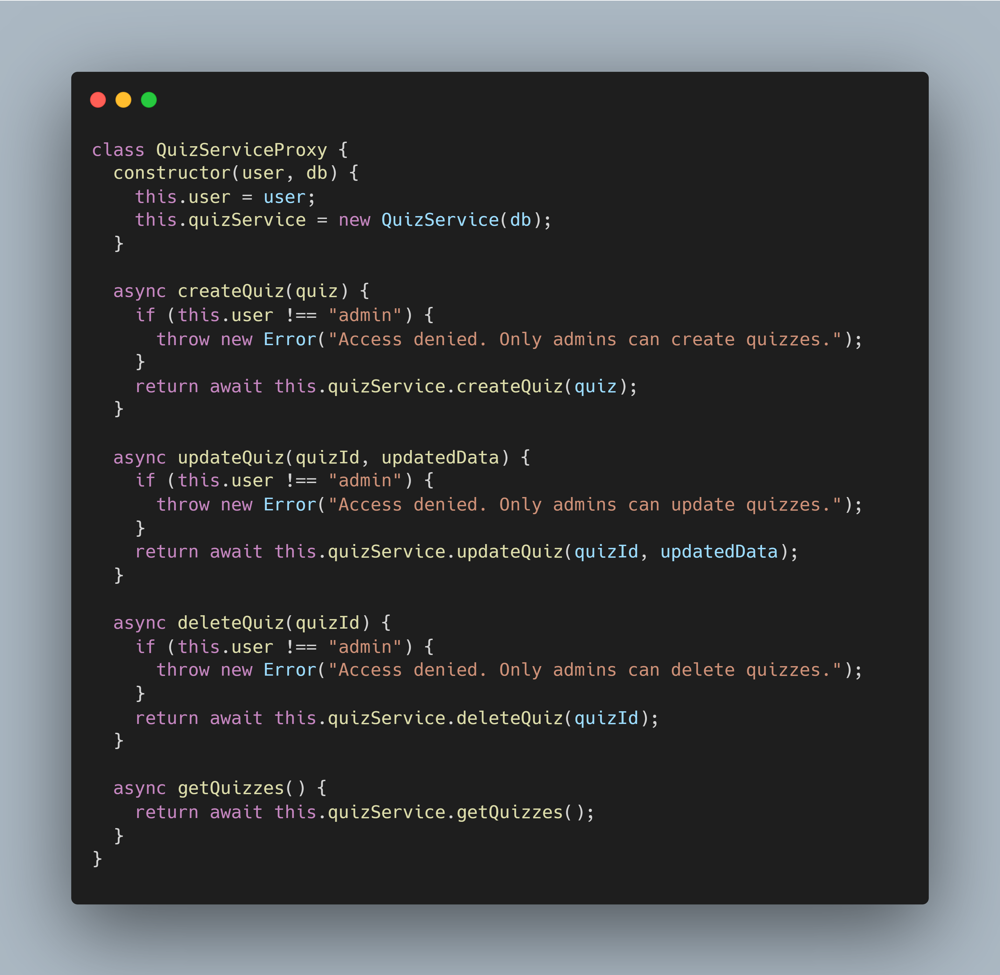 class QuizServiceProxy {
  constructor(user, db) {
    this.user = user;
    this.quizService = new QuizService(db);
  }

  async createQuiz(quiz) {
    if (this.user !== "admin") {
      throw new Error("Access denied. Only admins can create quizzes.");
    }
    return await this.quizService.createQuiz(quiz);
  }

  async updateQuiz(quizId, updatedData) {
    if (this.user !== "admin") {
      throw new Error("Access denied. Only admins can update quizzes.");
    }
    return await this.quizService.updateQuiz(quizId, updatedData);
  }

  async deleteQuiz(quizId) {
    if (this.user !== "admin") {
      throw new Error("Access denied. Only admins can delete quizzes.");
    }
    return await this.quizService.deleteQuiz(quizId);
  }

  async getQuizzes() {
    return await this.quizService.getQuizzes();
  }
}